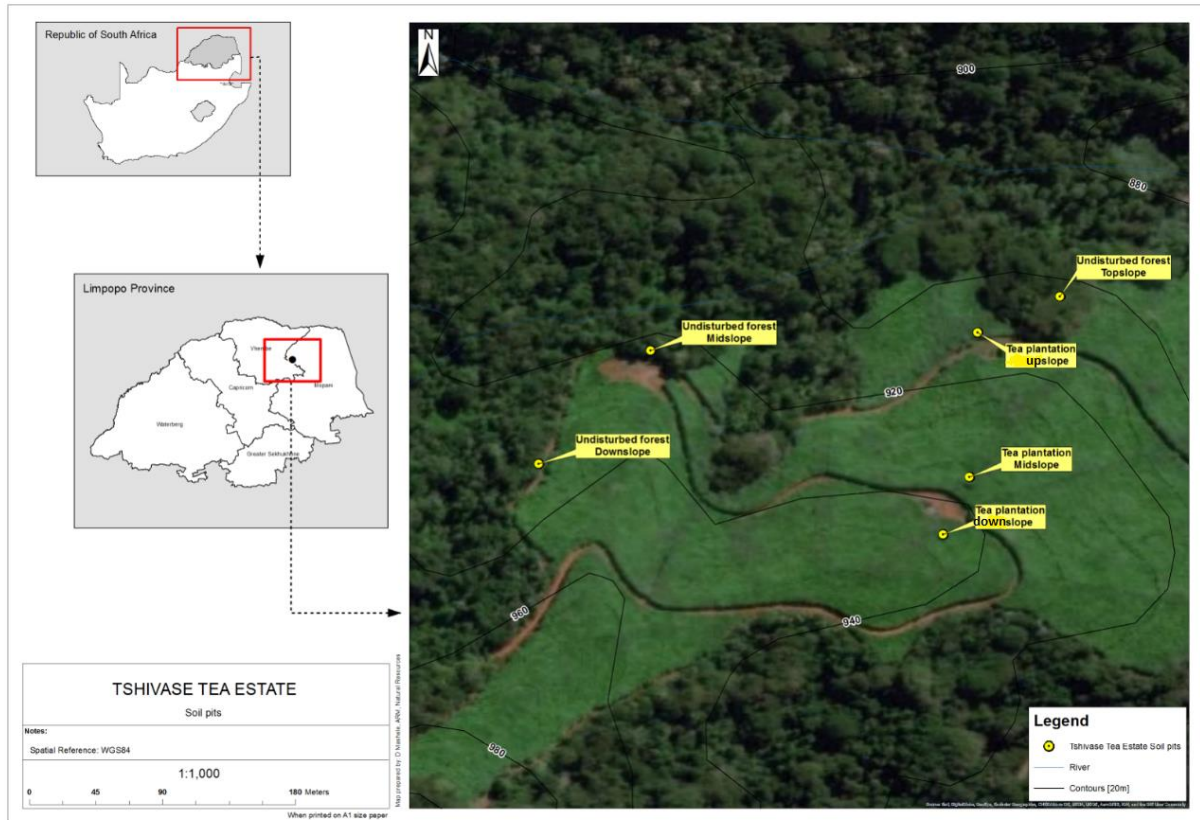 Republic of South Africa
Limpopo Province
Vhembe
Capricorn
Mopani
Waterberg
Greater Sekhukhune
TSHIVASE TEA ESTATE
Soil pits
Notes:
Spatial Reference: WGS84
1:1,000
0 45 90 180 Meters
When printed on A1 size paper
N
900
880
Undisturbed forest
Topslope
Undisturbed forest
Midslope
Tea plantation
upslope
920
Undisturbed forest
Downslope
Tea plantation
Midslope
Tea plantation
downslope
960
940
980
Legend
Tshivase Tea Estate Soil pits
River
Contours [20m]